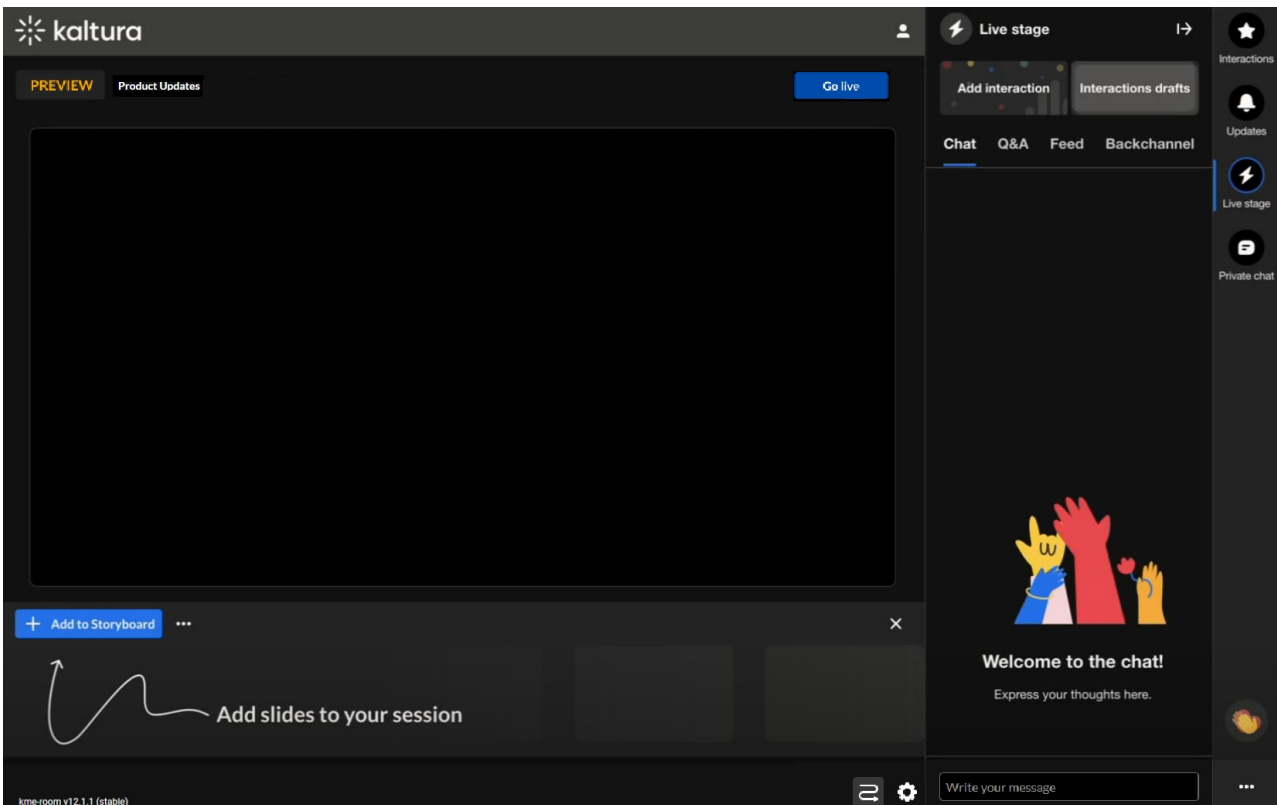 kaltura
PREVIEW Product Updates Go live
+ Add to Storyboard •••
Add slides to your session
kme-room v12.1.1 (stable)
Live stage
Add interaction Interactions drafts
Chat Q&A Feed Backchannel
Welcome to the chat!
Express your thoughts here.
Write your message
Interactions
Updates
Live stage
Private chat